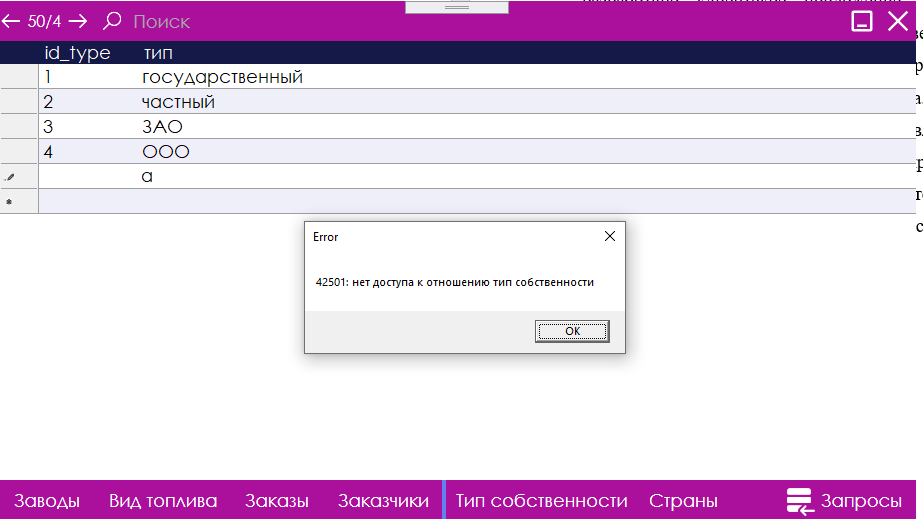 50/4 Поиск
id_type тип
1 государственный
2 частный
3 ЗАО
4 ООО
а
Error
42501: нет доступа к отношению тип собственности
OK
Заводы Вид топлива Заказы Заказчики Тип собственности Страны Запросы